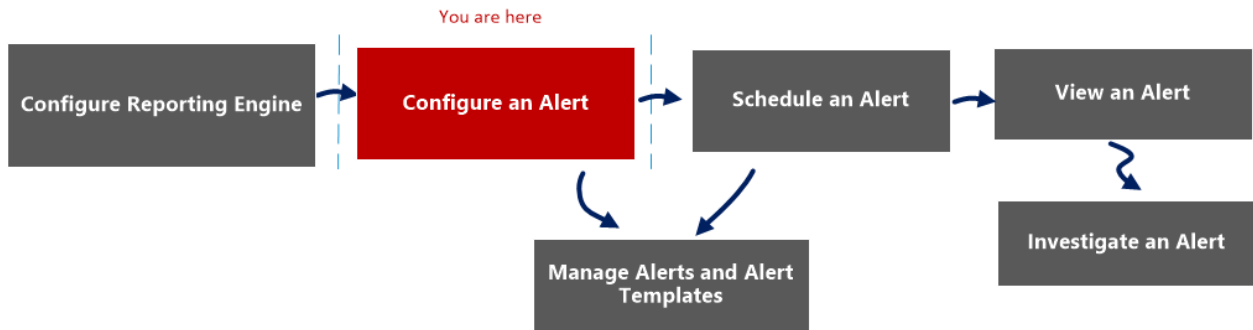 You are here
Configure Reporting Engine
Configure an Alert
Schedule an Alert
View an Alert
Manage Alerts and Alert
Templates
Investigate an Alert